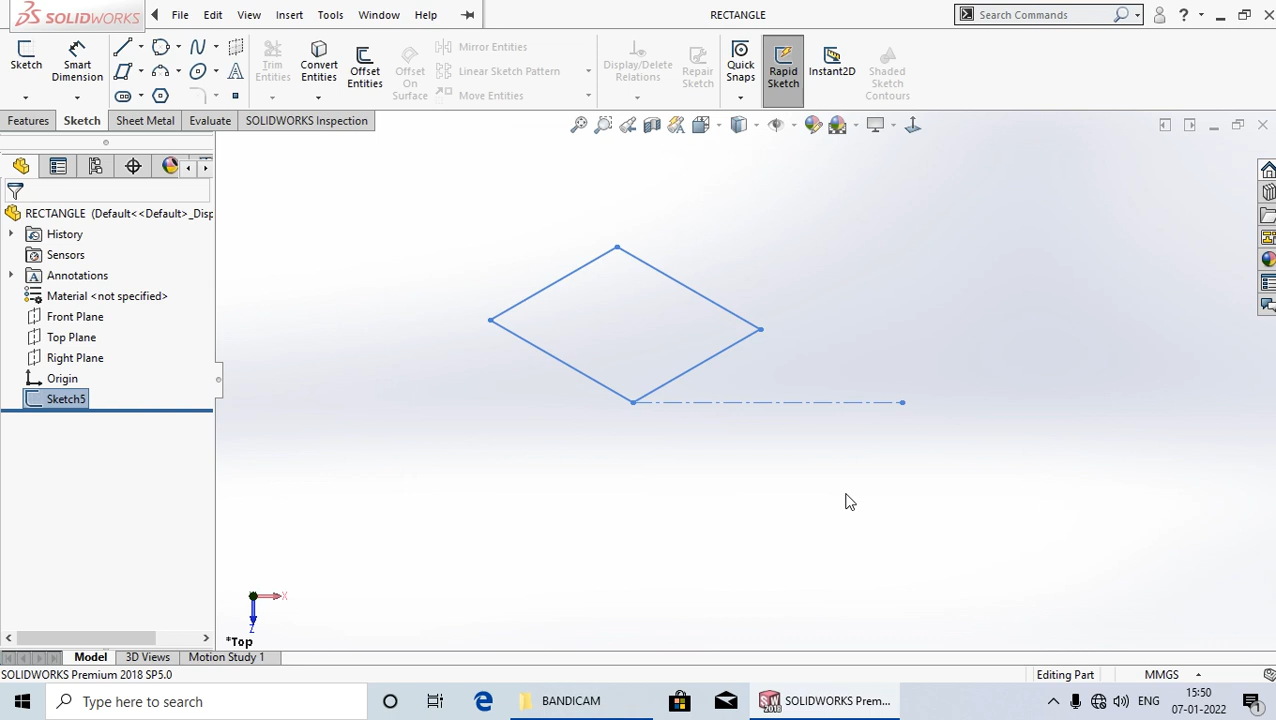 SOLIDWORKS File Edit View Insert Tools Window Help RECTANGLE Search Commands ?
Sketch Smart Dimension Trim Entities Convert Entities Offset Entities Offset On Surface Mirror Entities Linear Sketch Pattern Move Entities Display/Delete Relations Repair Sketch Quick Snaps Rapid Sketch Instant2D Shaded Sketch Contours
Features Sketch Sheet Metal Evaluate SOLIDWORKS Inspection
RECTANGLE (Default<<Default>_Disp
History
Sensors
Annotations
Material <not specified>
Front Plane
Top Plane
Right Plane
Origin
Sketch5
X
Z
*Top
Model 3D Views Motion Study 1
SOLIDWORKS Premium 2018 SP5.0 Editing Part MMGS
Type here to search BANDICAM SW 2018 SOLIDWORKS Prem... ENG 15:50
07-01-2022 1